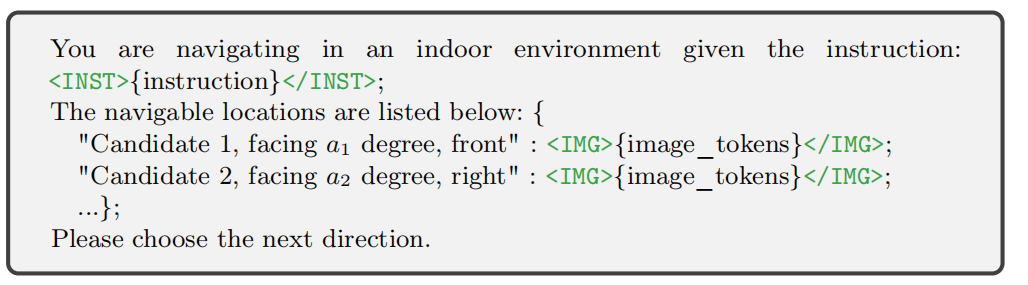 You are navigating in an indoor environment given the instruction:
<INST>{instruction}</INST>;
The navigable locations are listed below: {
"Candidate 1, facing a₁ degree, front" : <IMG>{image_tokens}</IMG>;
"Candidate 2, facing a₂ degree, right" : <IMG>{image_tokens}</IMG>;
...};
Please choose the next direction.